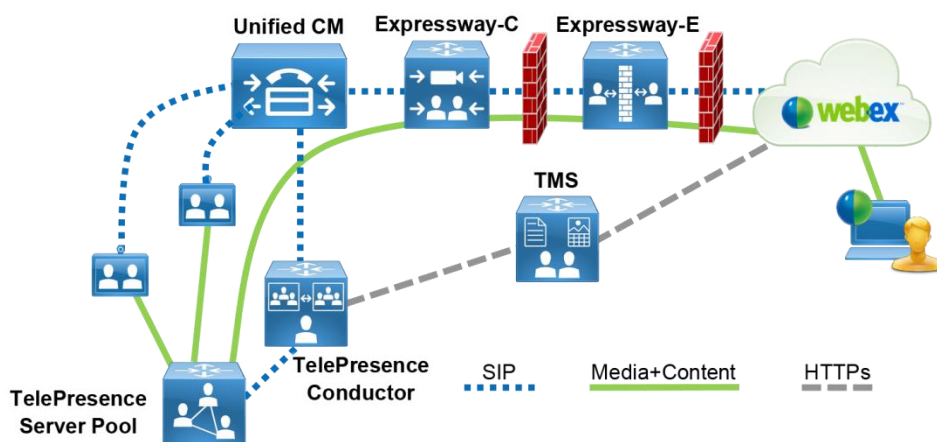 Unified CM
Expressway-C
Expressway-E
webex
TMS
TelePresence
Conductor
SIP
Media+Content
HTTPs
TelePresence
Server Pool